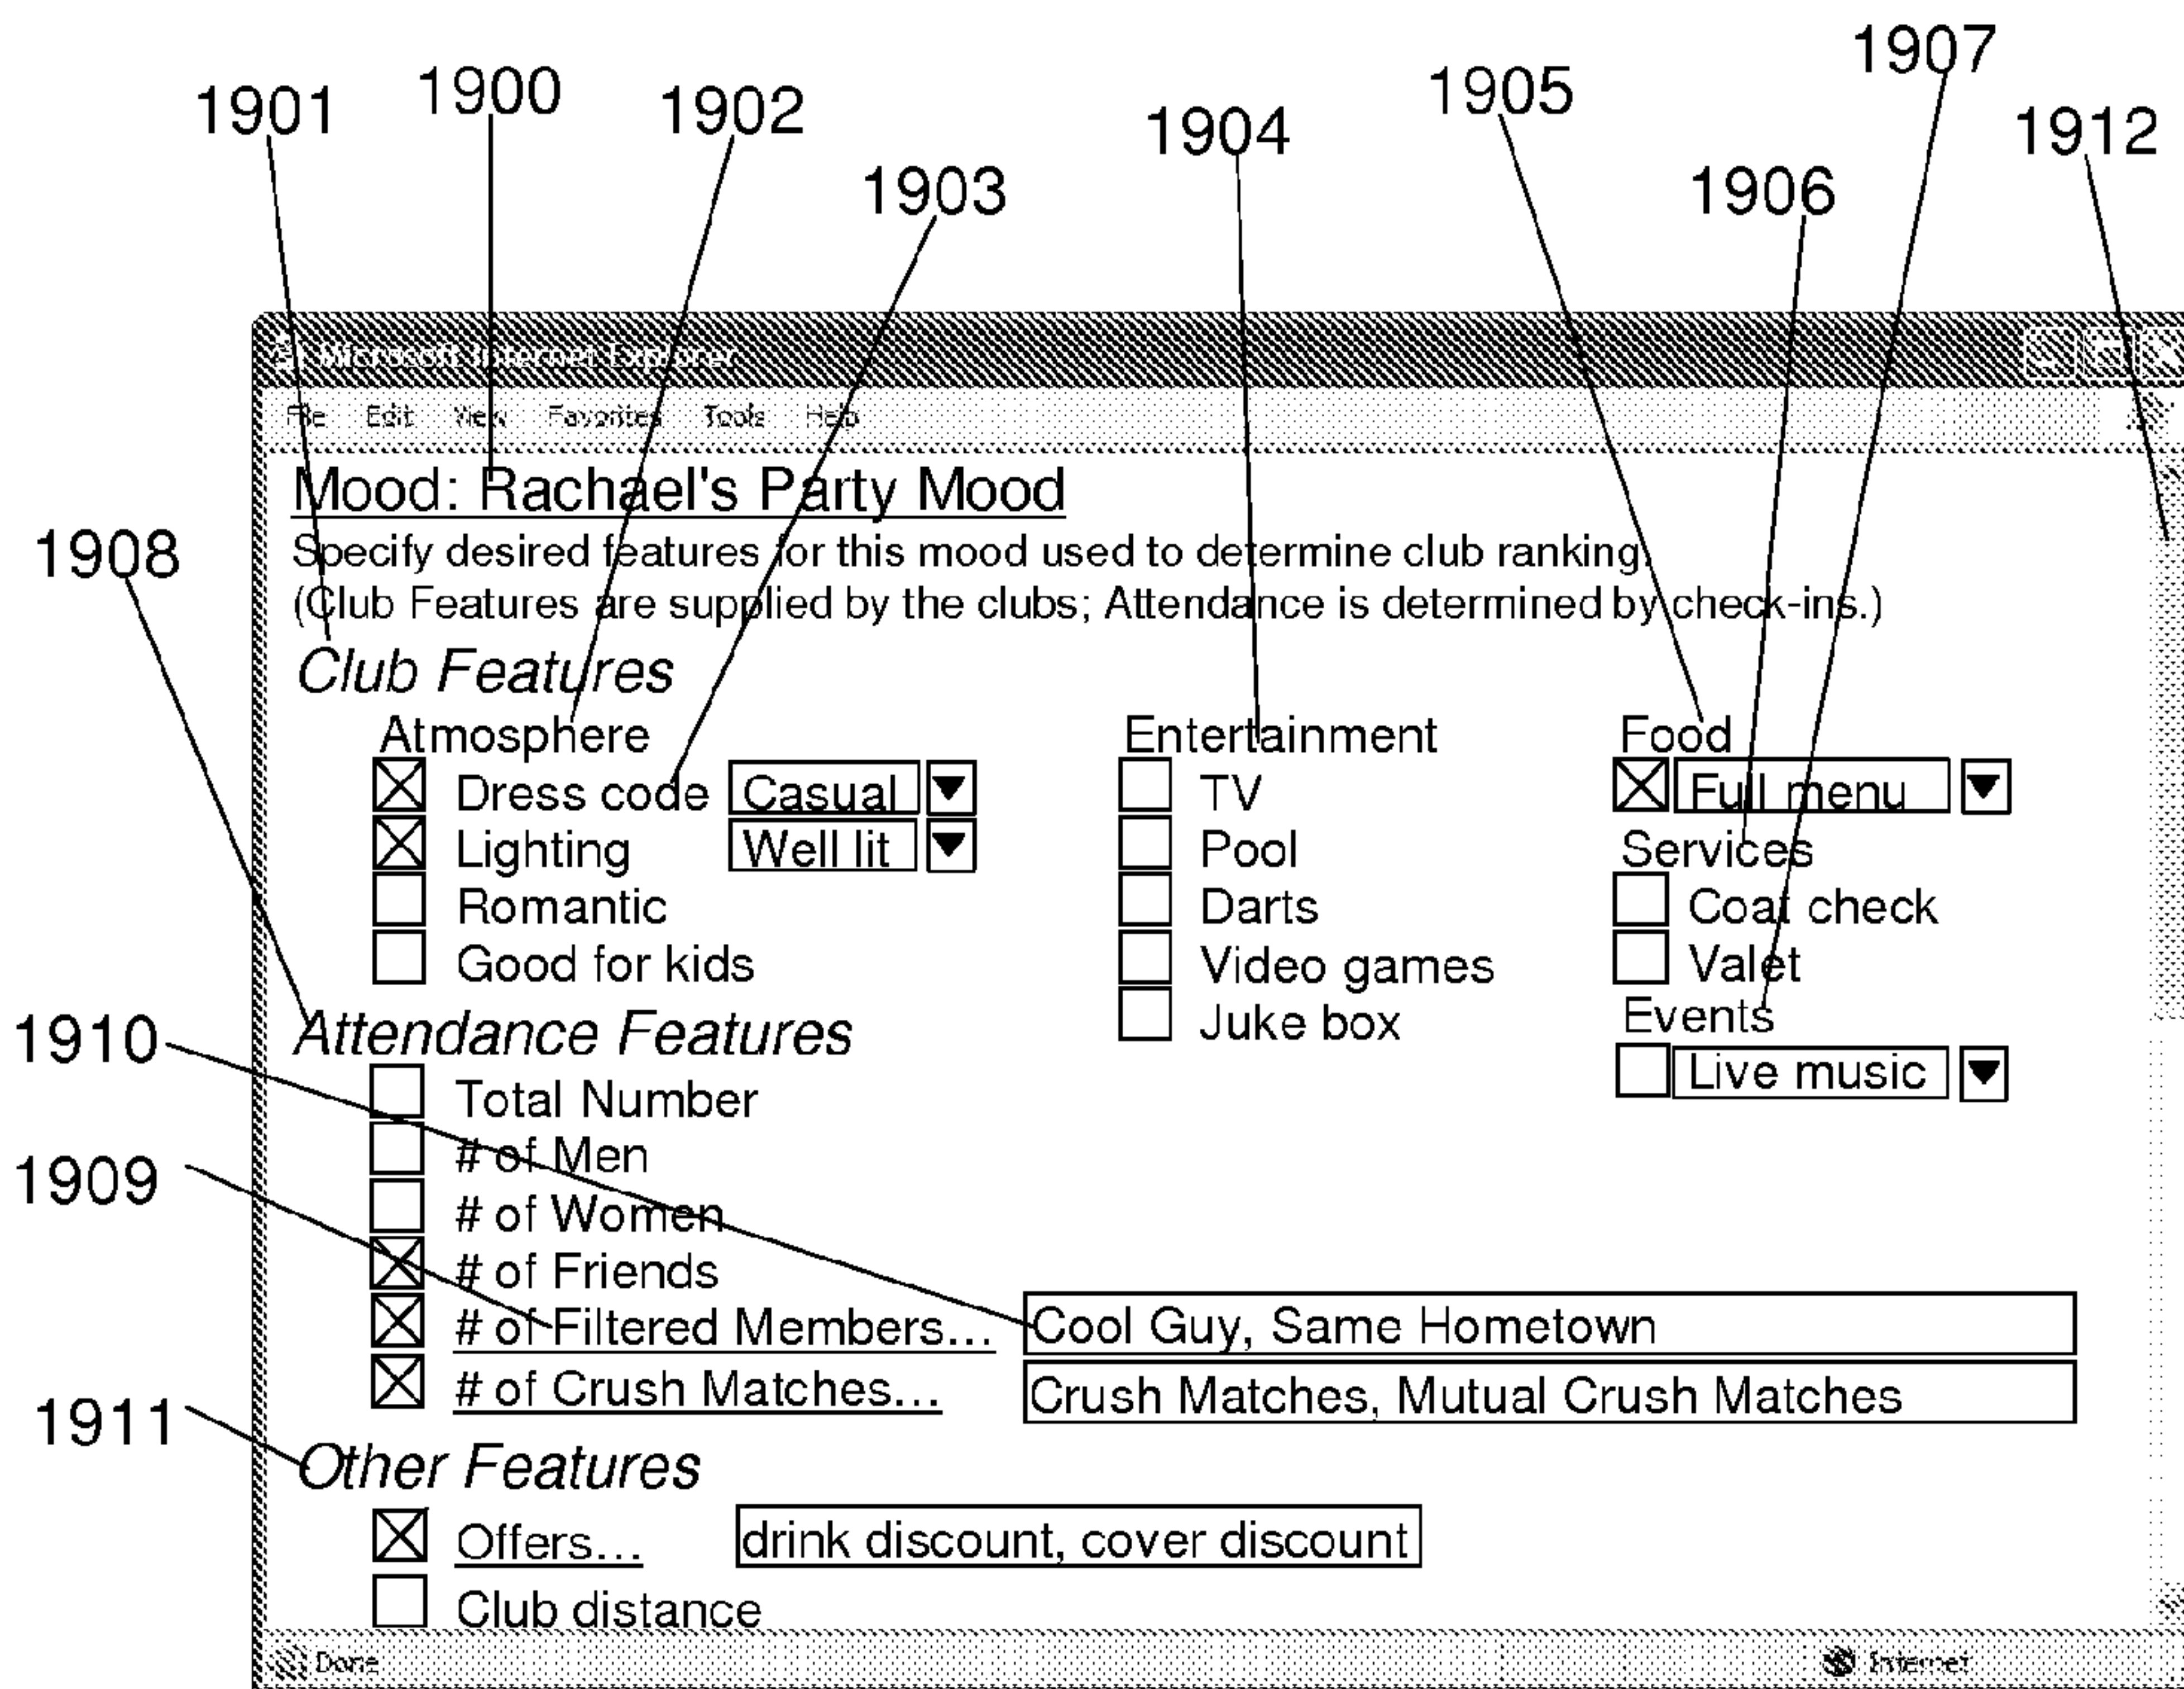 1907
1900
1905
1901
1902
1904
1912
1903
1906
Microsoft Internet Explorer
File Edit View Favorites Tools Help
Mood: Rachael's Party Mood
1908
Specify desired features for this mood used to determine club ranking.
(Club Features are supplied by the clubs; Attendance is determined by check-ins.)
Club Features
Atmosphere Entertainment Food
Dress code Casual TV Full menu
Lighting Well lit Pool Services
Romantic Darts Coat check
Good for kids Video games Valet
1910 Attendance Features Juke box Events
Total Number Live music
# of Men
1909
# of Women
# of Friends
# of Filtered Members... Cool Guy, Same Hometown
# of Crush Matches... Crush Matches, Mutual Crush Matches
1911
Other Features
Offers... drink discount, cover discount
Club distance
Done Internet